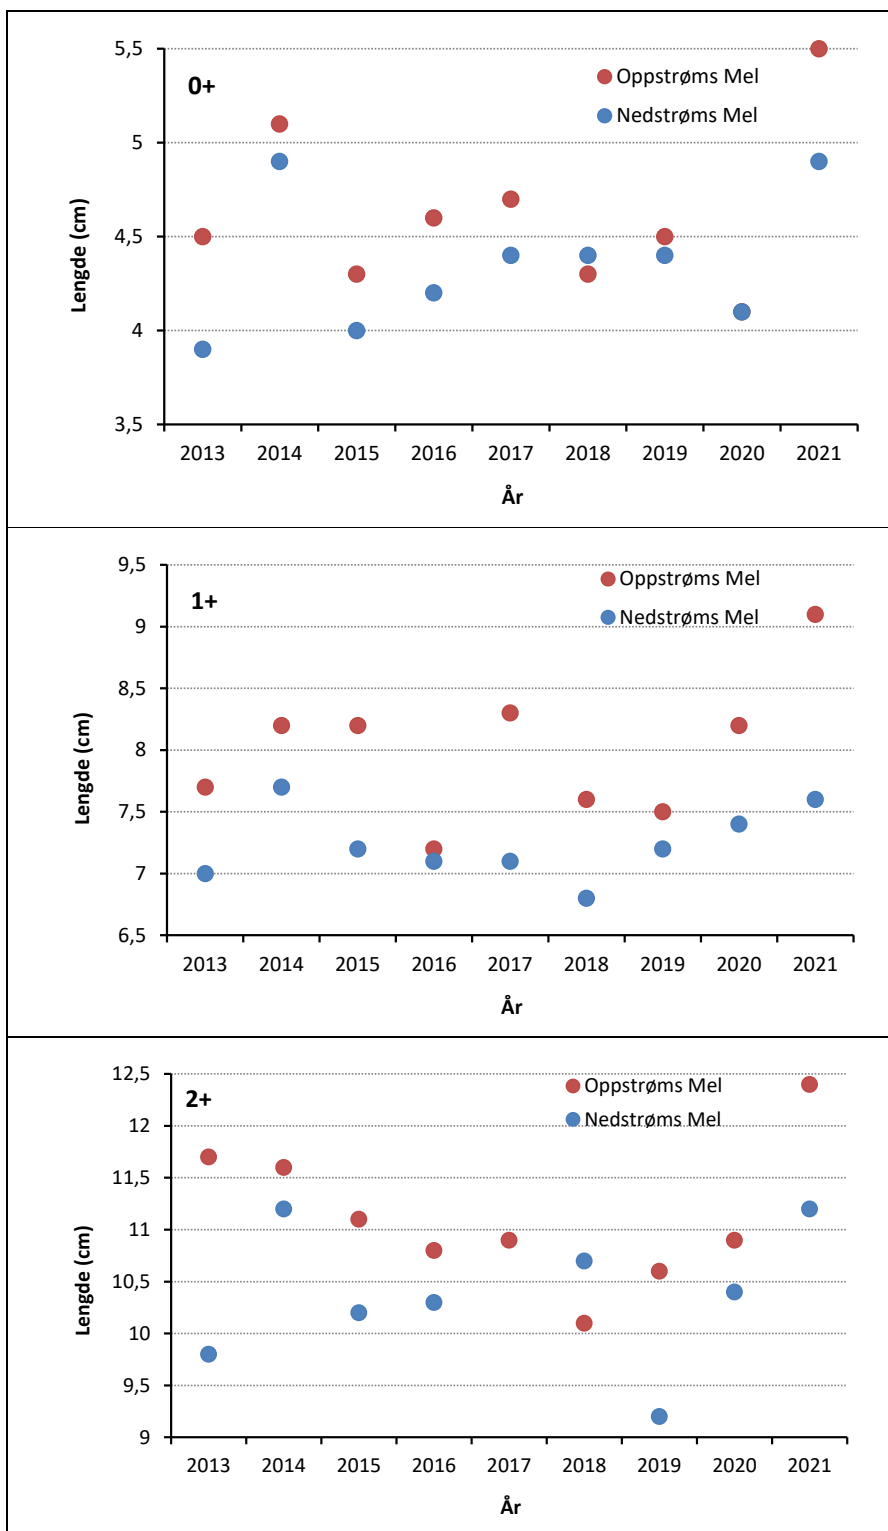 0+
Oppstrøms Mel
Nedstrøms Mel
5,5
5
4,5
4
3,5
Lengde (cm)
2013 2014 2015 2016 2017 2018 2019 2020 2021
År
1+
Oppstrøms Mel
Nedstrøms Mel
9,5
9
8,5
8
7,5
7
6,5
Lengde (cm)
2013 2014 2015 2016 2017 2018 2019 2020 2021
År
2+
Oppstrøms Mel
Nedstrøms Mel
12,5
12
11,5
11
10,5
10
9,5
9
Lengde (cm)
2013 2014 2015 2016 2017 2018 2019 2020 2021
År